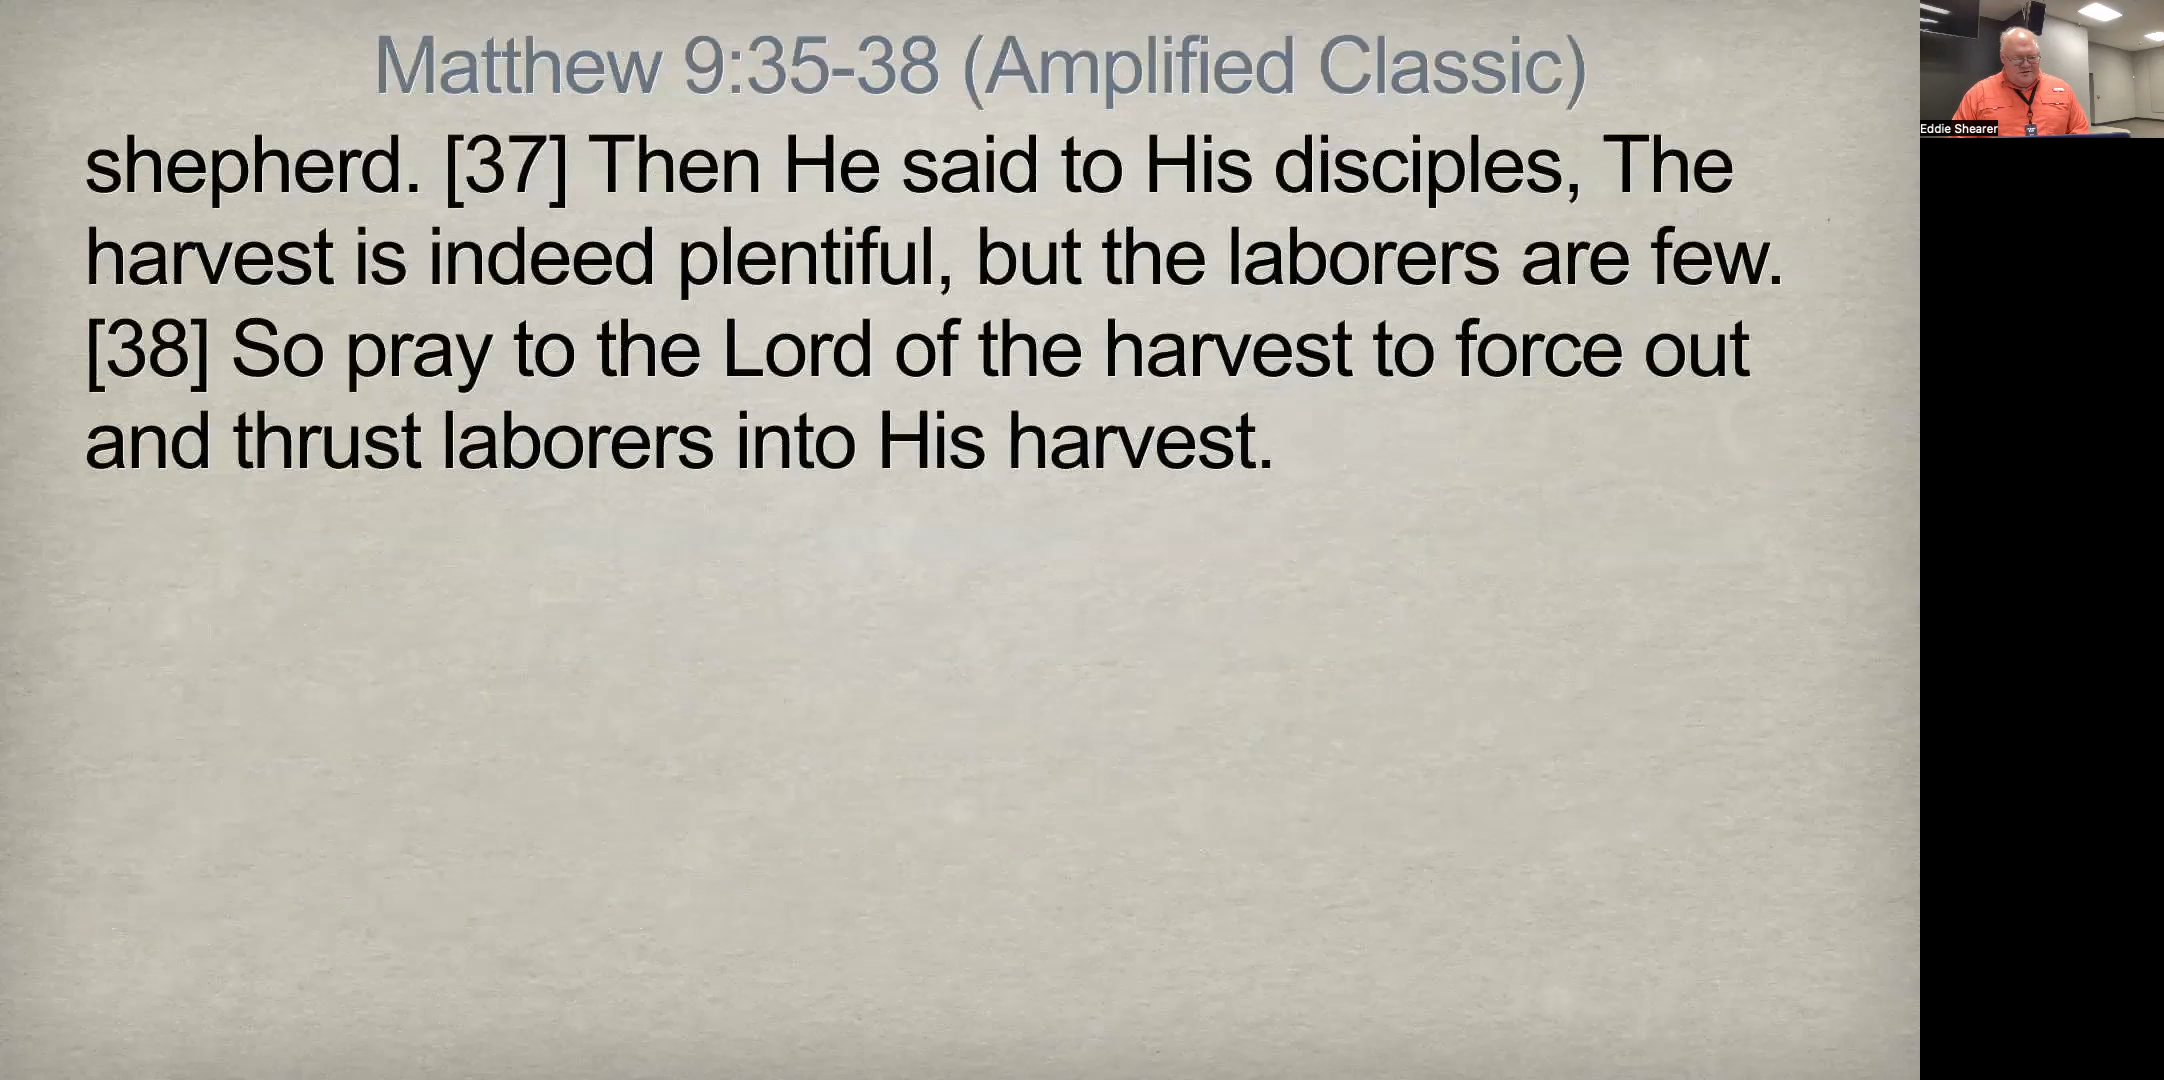 Matthew 9:35-38 (Amplified Classic)
shepherd. [37] Then He said to His disciples, The
harvest is indeed plentiful, but the laborers are few.
[38] So pray to the Lord of the harvest to force out
and thrust laborers into His harvest.
Eddie Shearer